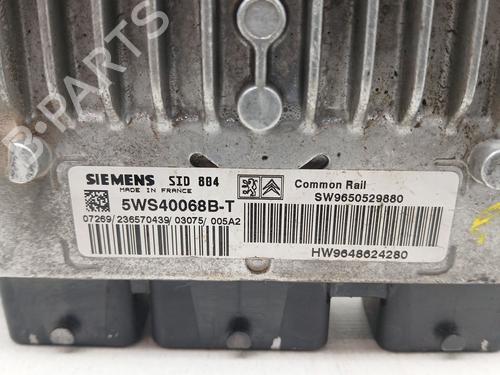 B-PARTS
SIEMENS SID 804
MADE IN FRANCE
5WS40068B-T
07269/236570439/03075/005A2
Common Rail
SW9650529880
HW9648624280